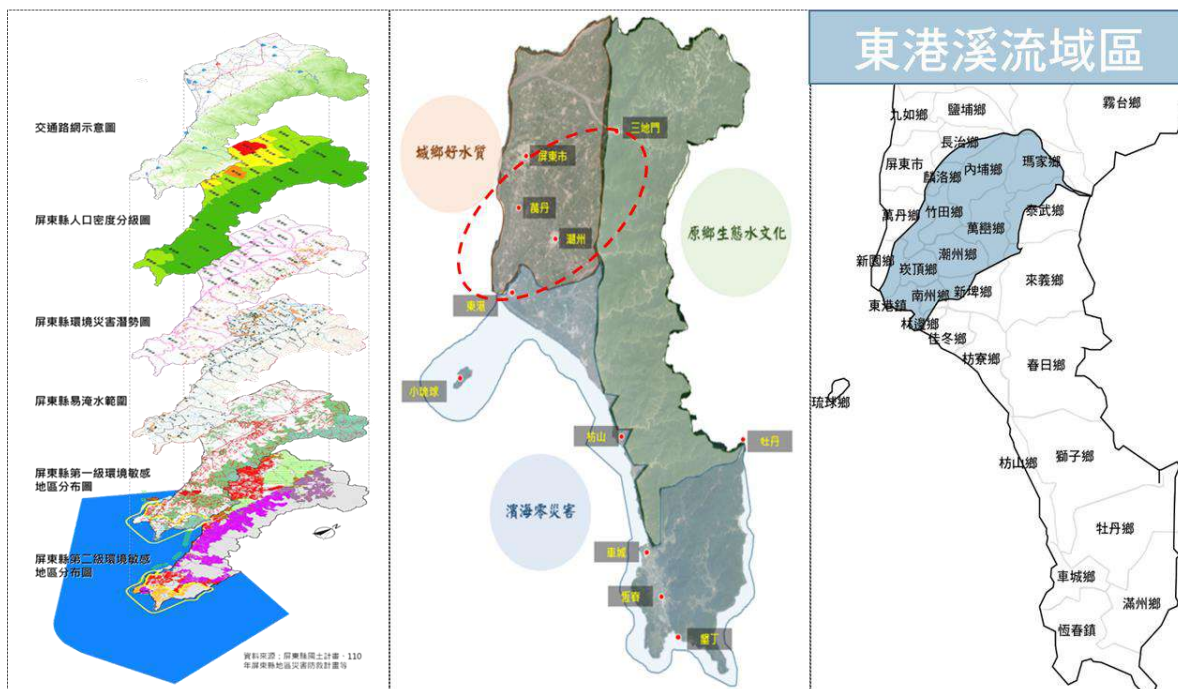 交通路網示意圖
屏東縣人口密度分級圖
屏東縣環境災害潛勢圖
屏東縣易淹水範圍
屏東縣第一級環境敏感
地區分布圖
屏東縣第二級環境敏感
地區分布圖
資料來源：屏東縣國土計畫、110
年屏東縣地區災害防救計畫等
城鄉好水質
三地門
屏東市
萬丹
潮州
原鄉生態水文化
東港
小琉球
枋山
牡丹
濱海零災害
車城
恆春
墾丁
東港溪流域區
九如鄉
鹽埔鄉
霧台鄉
長治鄉
屏東市
麟洛鄉
內埔鄉
瑪家鄉
萬丹鄉
竹田鄉
泰武鄉
萬巒鄉
新園鄉
潮州鄉
崁頂鄉
來義鄉
東港鎮
南州鄉
新埤鄉
林邊鄉
佳冬鄉
枋寮鄉
春日鄉
琉球鄉
枋山鄉
獅子鄉
牡丹鄉
車城鄉
滿州鄉
恆春鎮